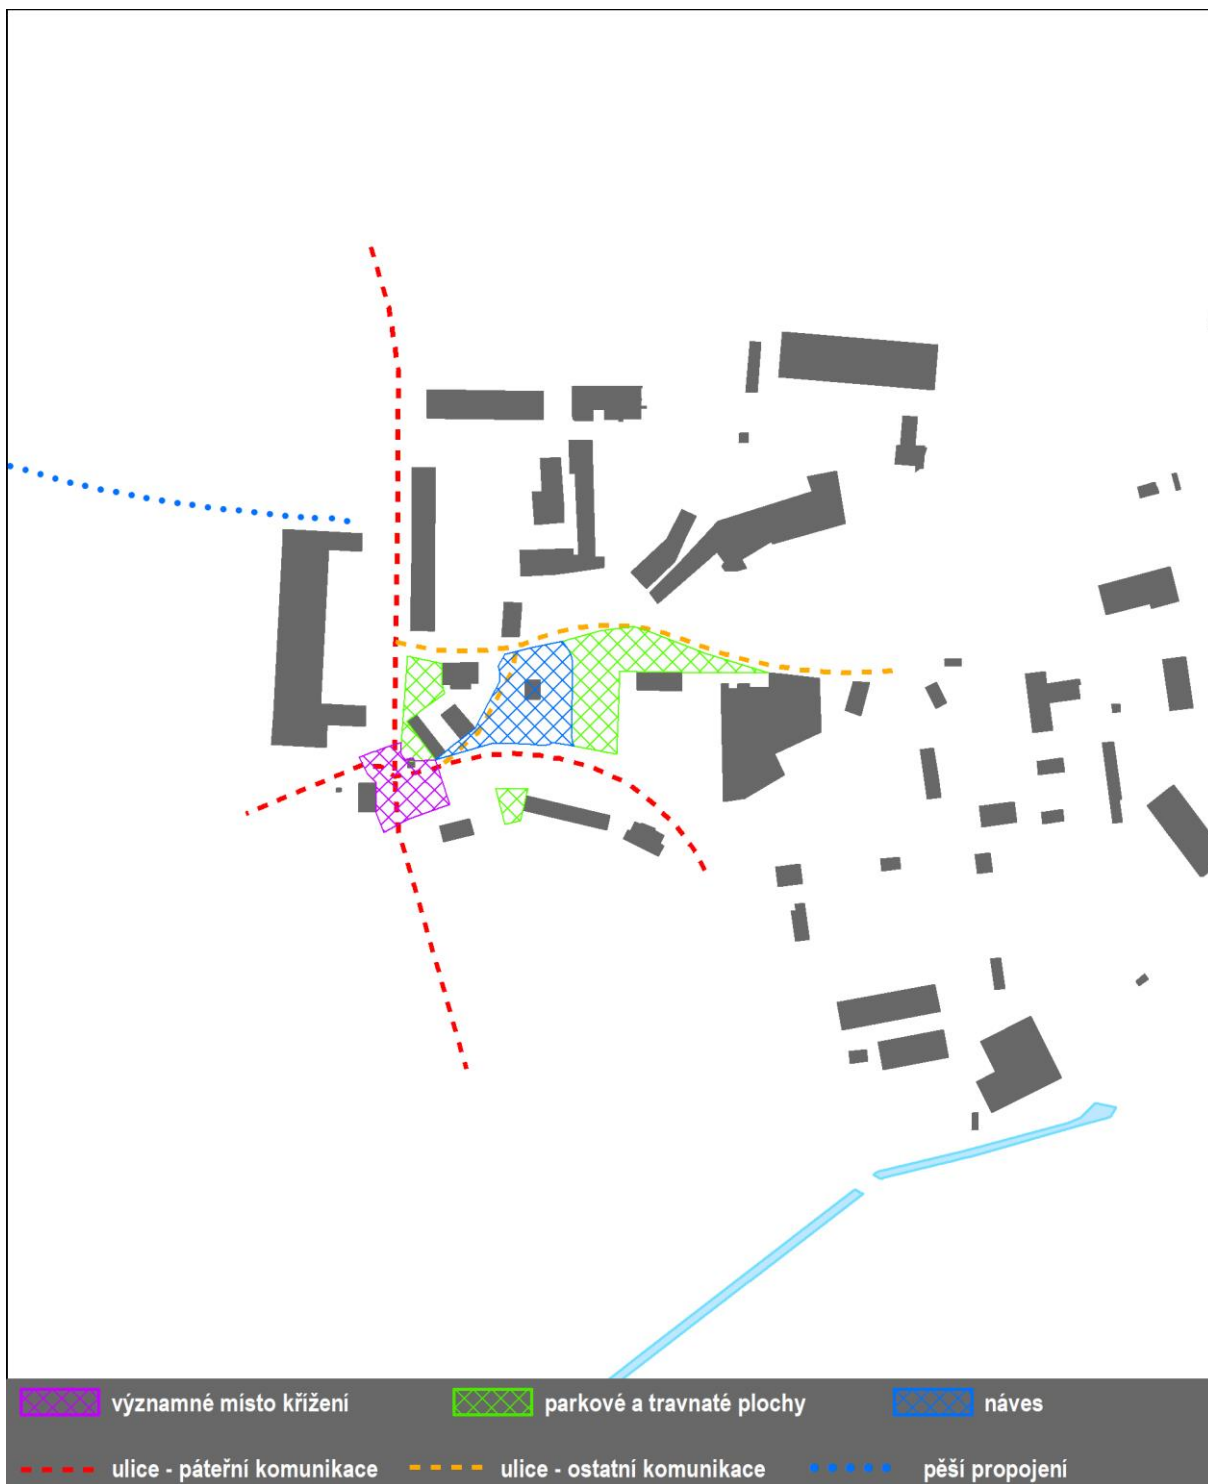 významné místo křížení parkové a travnaté plochy náves
ulice - páteřní komunikace ulice - ostatní komunikace pěší propojení